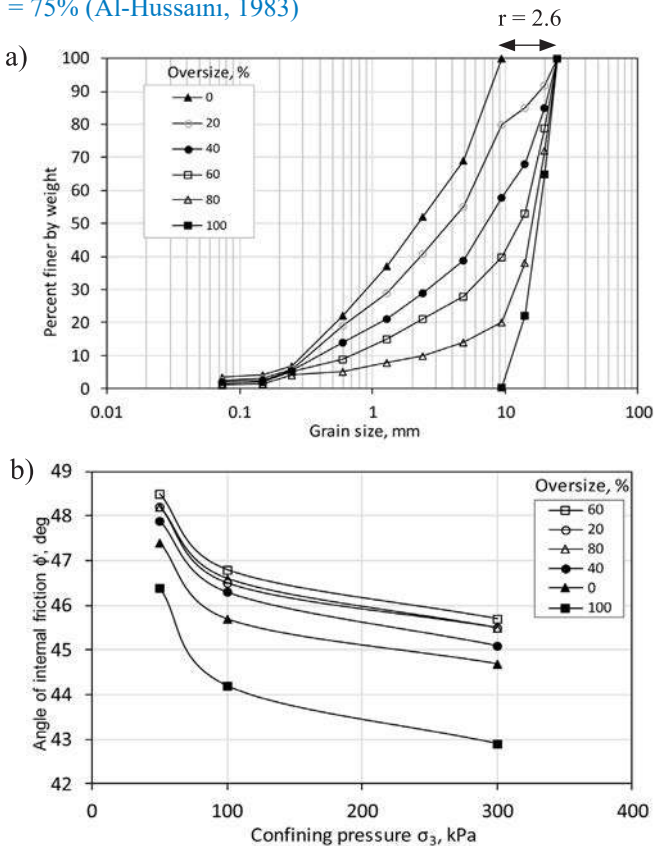 = 75% (Al-Hussaini, 1983)
r = 2.6
a)
Oversize, %
0
20
40
60
80
100
100
90
80
70
60
50
40
30
20
10
0
Percent finer by weight
0.01 0.1 1 10 100
Grain size, mm
b)
Oversize, %
60
20
80
40
0
100
49
48
47
46
45
44
43
42
Angle of internal friction ϕ', deg
0 100 200 300 400
Confining pressure σ3, kPa